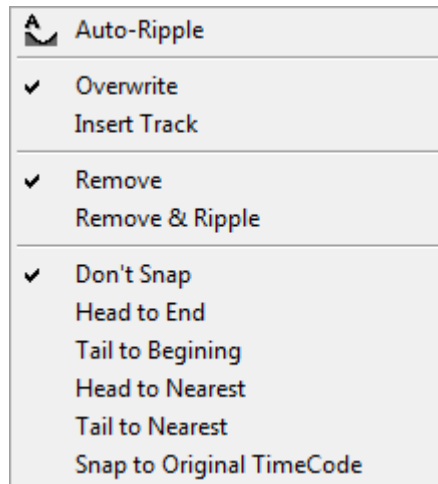 Auto-Ripple
Overwrite
Insert Track
Remove
Remove & Ripple
Don't Snap
Head to End
Tail to Begining
Head to Nearest
Tail to Nearest
Snap to Original TimeCode